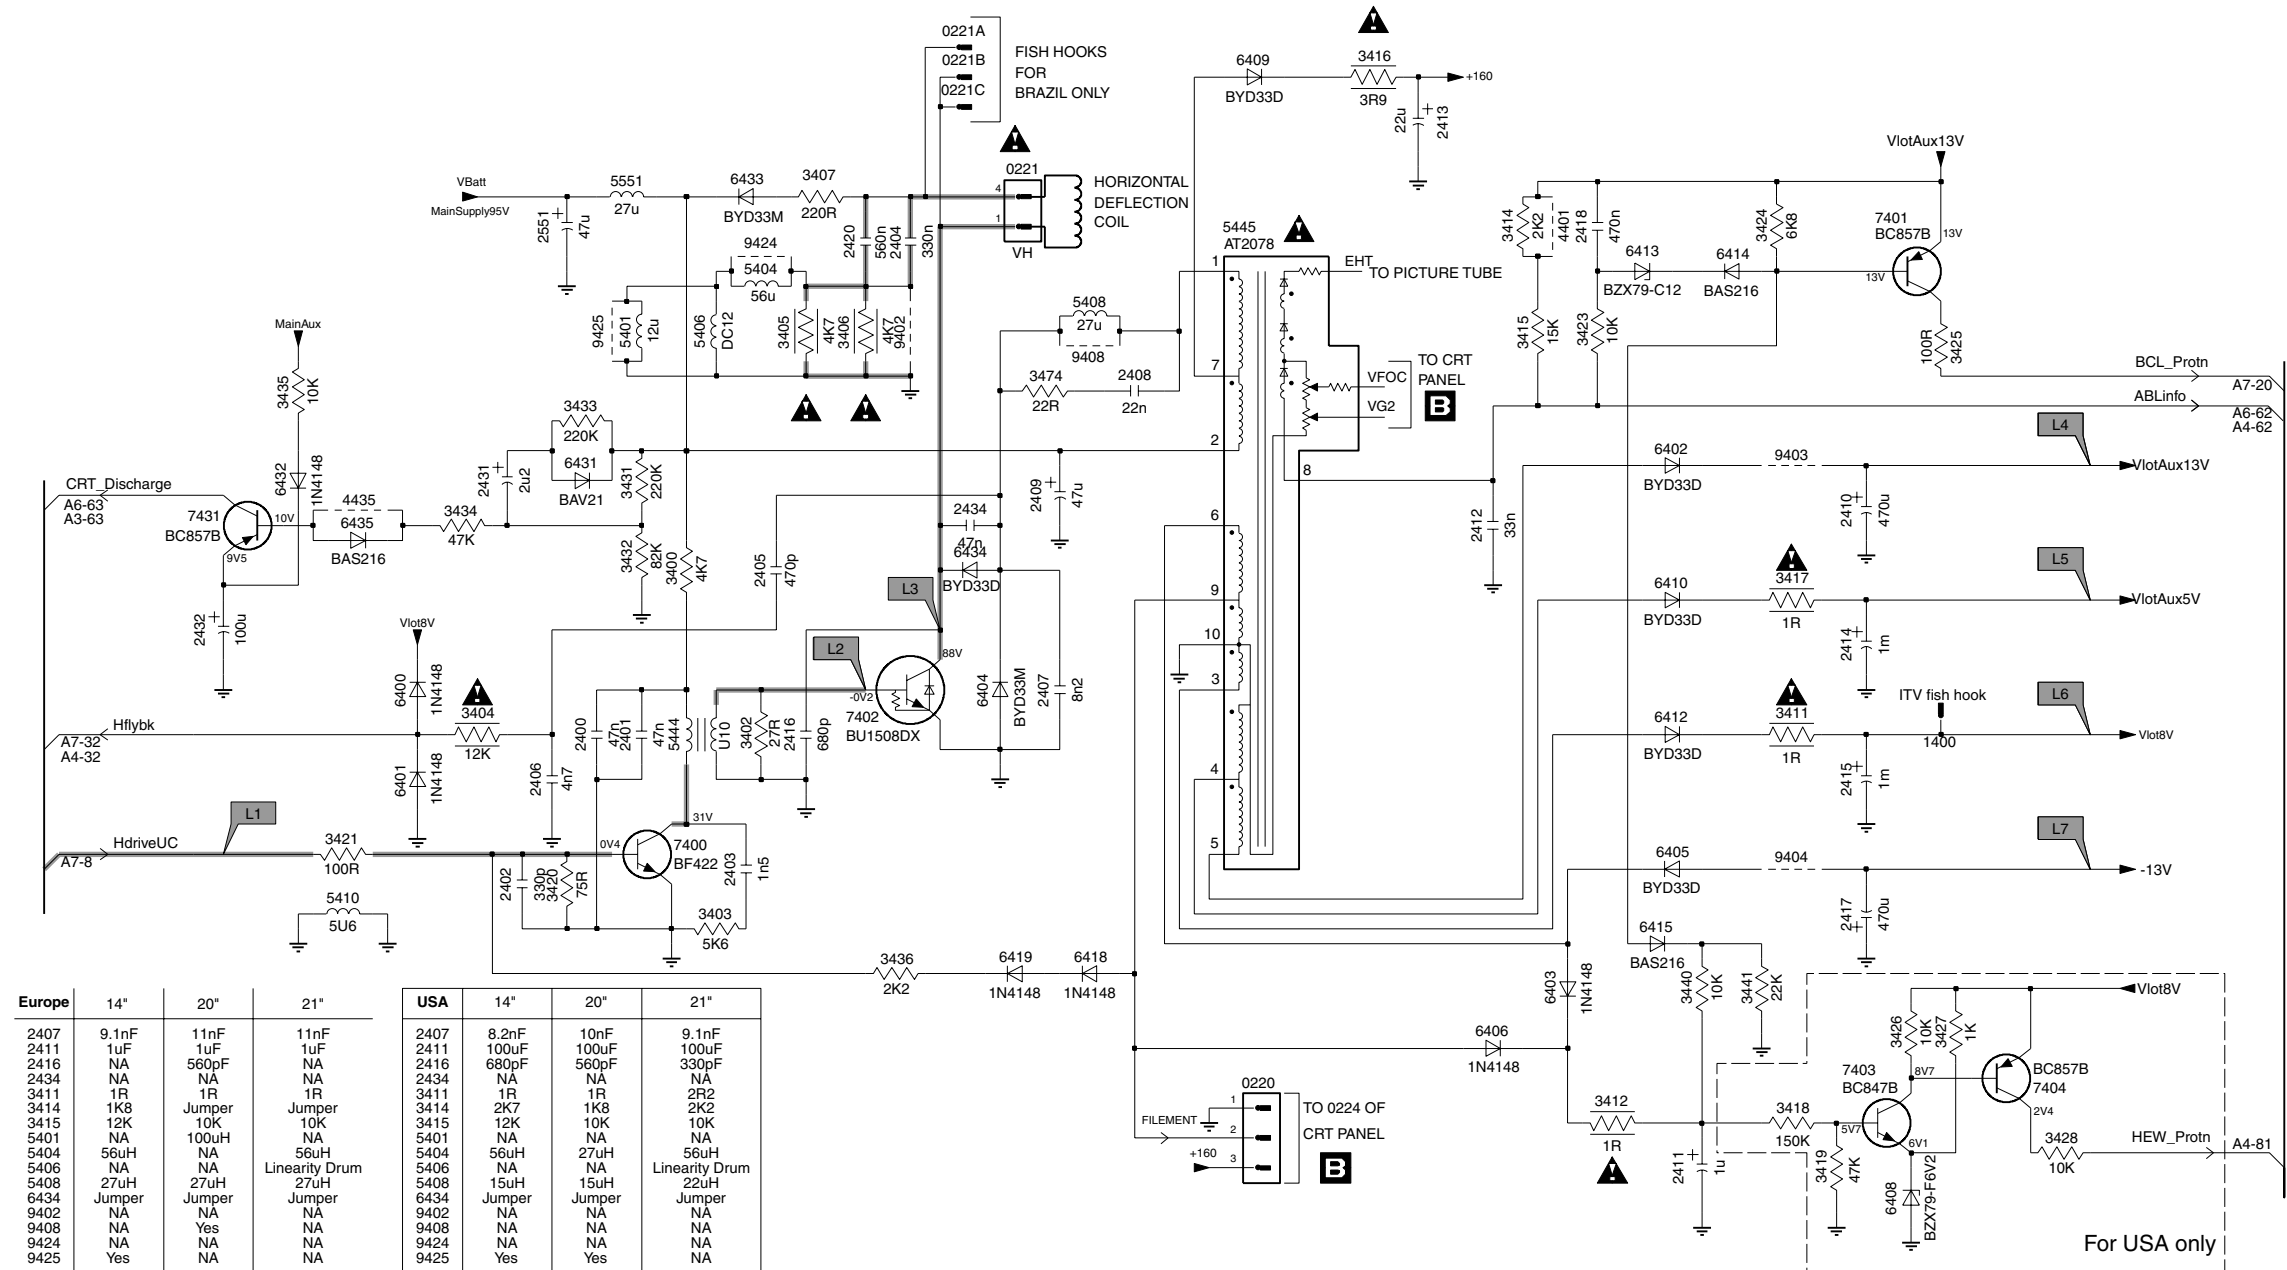 0221A
0221B
0221C
FISH HOOKS
FOR
BRAZIL ONLY
6409
BYD33D
3416
3R9
+160
22u
2413
VBatt
MainSupply95V
2551
47u
5551
27u
6433
BYD33M
3407
220R
2420
560n
2404
330n
0221
4
1
VH
HORIZONTAL
DEFLECTION
COIL
9424
5404
56u
9425
5401
12u
5406
DC12
3405
4K7
3406
4K7
9402
5445
AT2078
EHT
TO PICTURE TUBE
1
7
2
8
6
9
10
3
4
5
VFOC
VG2
TO CRT
PANEL
B
5408
27u
9408
3474
22R
2408
22n
VlotAux13V
3414
2K2
4401
2418
470n
3424
6K8
6413
BZX79-C12
6414
BAS216
7401
BC857B
13V
13V
3415
15K
3423
10K
100R
3425
BCL_Protn
A7-20
ABLinfo
A6-62
A4-62
MainAux
3435
10K
6432
1N4148
CRT_Discharge
A6-63
A3-63
7431
BC857B
10V
9V5
4435
6435
BAS216
3434
47K
2431
2u2
3433
220K
6431
BAV21
3431
220K
3432
82K
3400
4K7
2405
470p
2432
100u
2409
47u
2434
47n
6434
BYD33D
L3
L2
88V
-0V2
7402
BU1508DX
6404
BYD33M
2407
8n2
2412
33n
6402
BYD33D
9403
L4
VlotAux13V
2410
470u
6410
BYD33D
3417
1R
L5
VlotAux5V
2414
1m
6412
BYD33D
3411
1R
ITV fish hook
1400
L6
Vlot8V
2415
1m
6405
BYD33D
9404
L7
-13V
2417
470u
Vlot8V
6400
1N4148
3404
12K
Hflybk
A7-32
A4-32
6401
1N4148
2406
4n7
2400
47n
2401
47n
5444
U10
3402
27R
2416
680p
L1
HdriveUC
A7-8
3421
100R
5410
5U6
0V4
31V
7400
BF422
2402
330p
3420
75R
2403
1n5
3403
5K6
3436
2K2
6419
1N4148
6418
1N4148
6415
BAS216
3440
10K
3441
22K
6403
1N4148
6406
1N4148
0220
1
2
3
FILEMENT
+160
TO 0224 OF
CRT PANEL
B
3412
1R
2411
1u
3418
150K
3419
47K
5V7
7403
BC847B
8V7
6V1
6408
BZX79-F6V2
3426
10K
3427
1K
Vlot8V
BC857B
7404
2V4
3428
10K
HEW_Protn
A4-81
For USA only
Europe 14" 20" 21"
2407 9.1nF 11nF 11nF
2411 1uF 1uF 1uF
2416 NA 560pF NA
2434 NA NA NA
3411 1R 1R 1R
3414 1K8 Jumper Jumper
3415 12K 10K 10K
5401 NA 100uH NA
5404 56uH NA 56uH
5406 NA NA Linearity Drum
5408 27uH 27uH 27uH
6434 Jumper Jumper Jumper
9402 NA NA NA
9408 NA Yes NA
9424 NA NA NA
9425 Yes NA NA
USA 14" 20" 21"
2407 8.2nF 10nF 9.1nF
2411 100uF 100uF 100uF
2416 680pF 560pF 330pF
2434 NA NA NA
3411 1R 1R 2R2
3414 2K7 1K8 2K2
3415 12K 10K 10K
5401 NA NA NA
5404 56uH 27uH 56uH
5406 NA NA Linearity Drum
5408 15uH 15uH 22uH
6434 Jumper Jumper Jumper
9402 NA NA NA
9408 NA NA NA
9424 NA NA NA
9425 Yes Yes NA